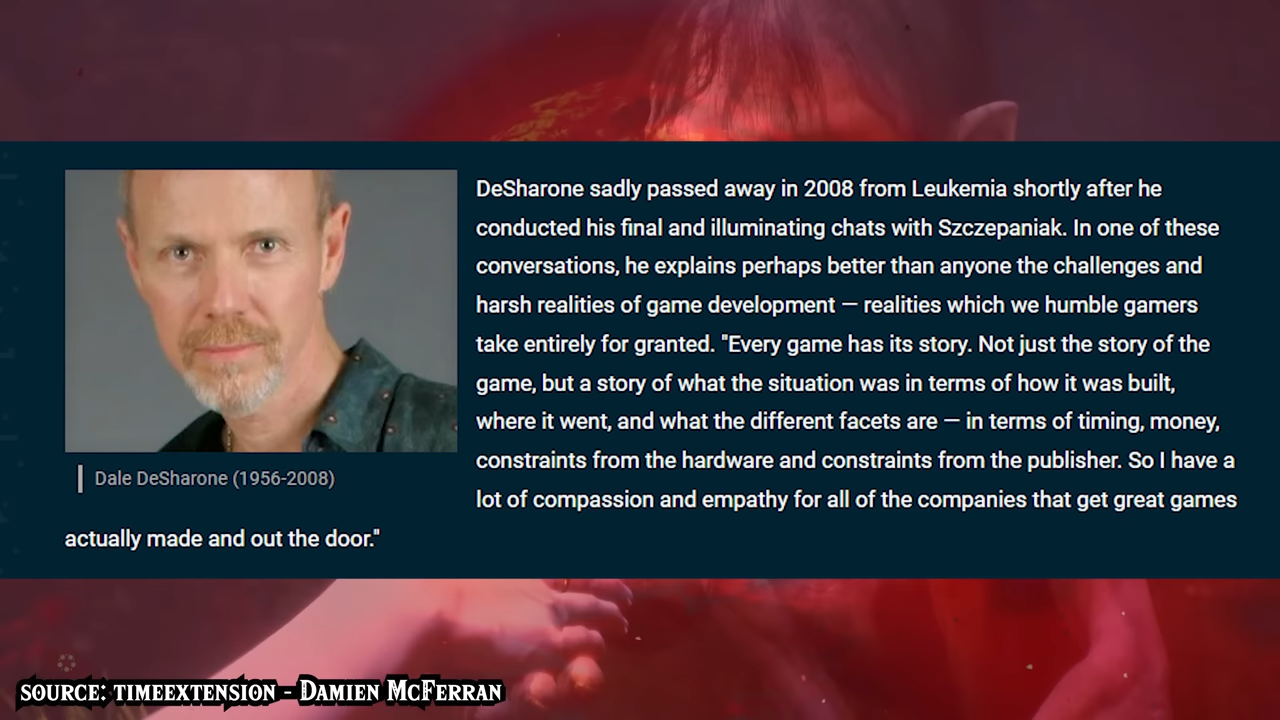 DeSharone sadly passed away in 2008 from Leukemia shortly after he
conducted his final and illuminating chats with Szczepaniak. In one of these
conversations, he explains perhaps better than anyone the challenges and
harsh realities of game development — realities which we humble gamers
take entirely for granted. "Every game has its story. Not just the story of the
game, but a story of what the situation was in terms of how it was built,
where it went, and what the different facets are — in terms of timing, money,
constraints from the hardware and constraints from the publisher. So I have a
lot of compassion and empathy for all of the companies that get great games
actually made and out the door."
Dale DeSharone (1956-2008)
source: timeextension - Damien McFerran